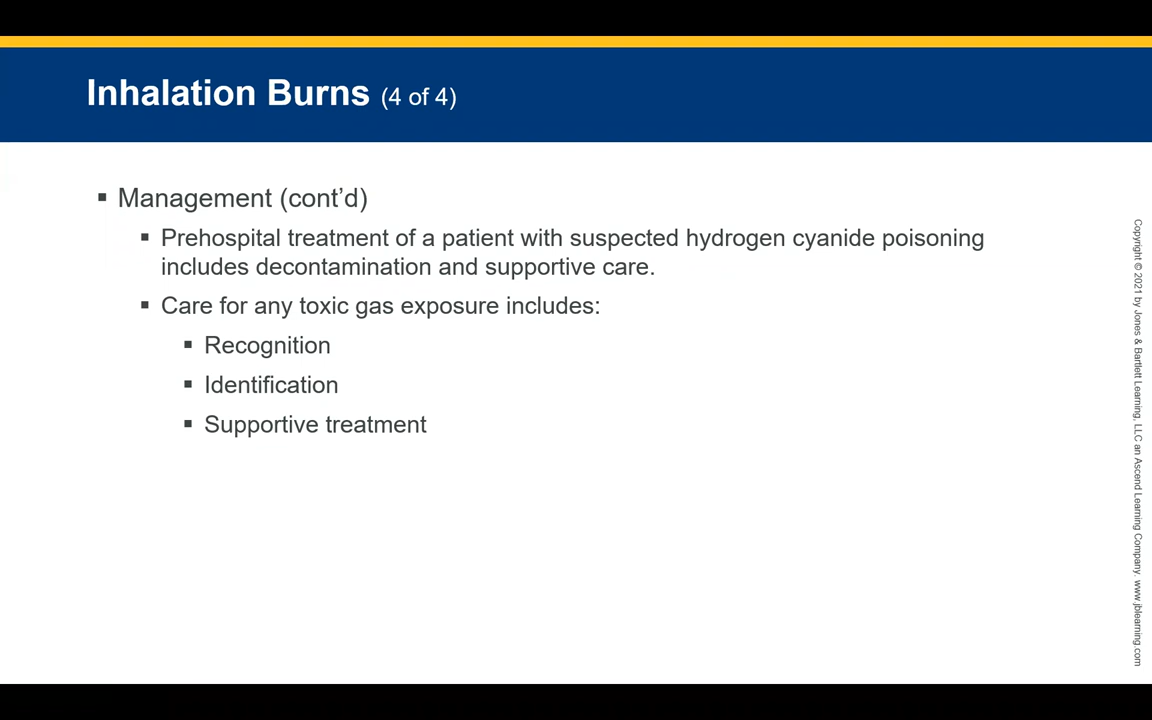 Inhalation Burns (4 of 4)
▪ Management (cont’d)
▪ Prehospital treatment of a patient with suspected hydrogen cyanide poisoning
includes decontamination and supportive care.
▪ Care for any toxic gas exposure includes:
▪ Recognition
▪ Identification
▪ Supportive treatment
Copyright © 2021 by Jones & Bartlett Learning, LLC an Ascend Learning Company. www.jblearning.com